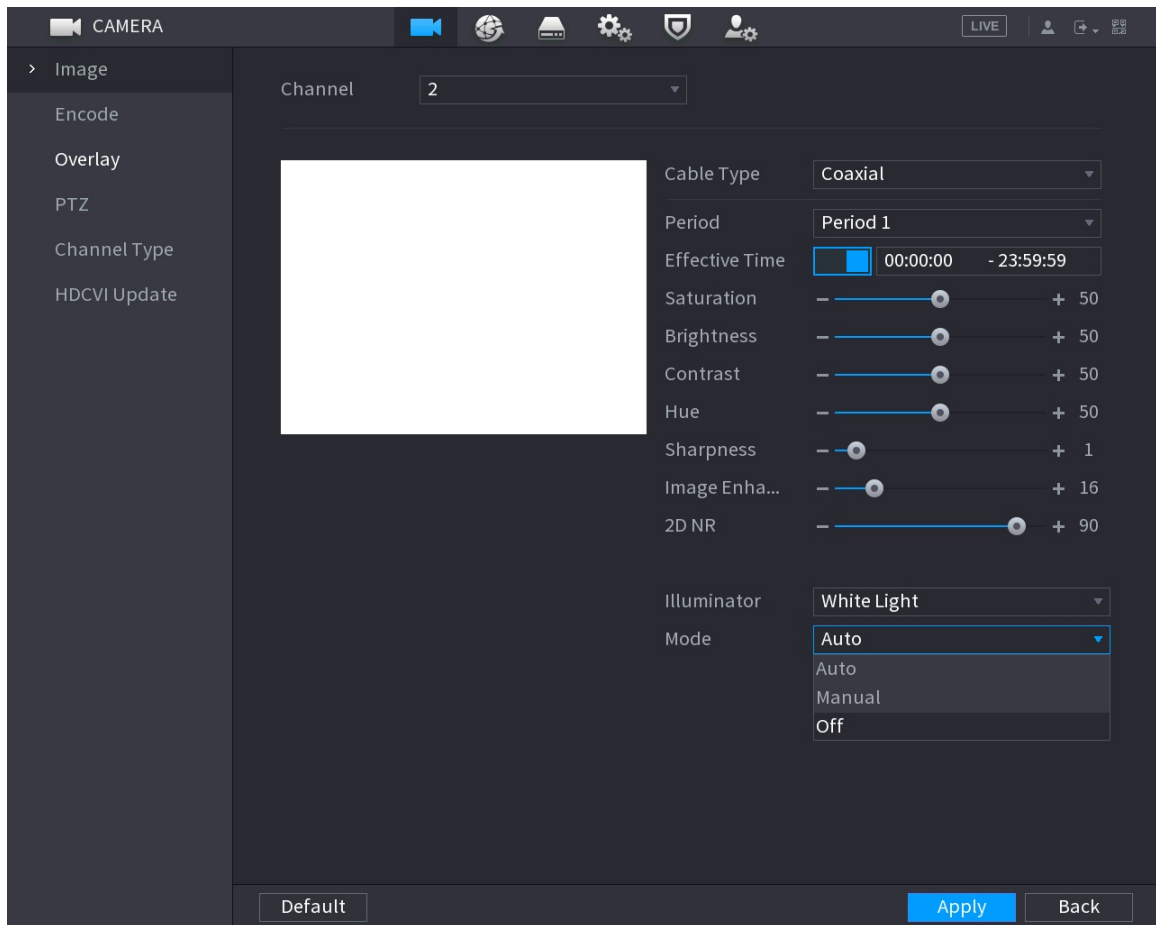 CAMERA
LIVE
Image
Encode
Overlay
PTZ
Channel Type
HDCVI Update
Channel 2
Cable Type Coaxial
Period Period 1
Effective Time 00:00:00 - 23:59:59
Saturation 50
Brightness 50
Contrast 50
Hue 50
Sharpness 1
Image Enha... 16
2D NR 90
Illuminator White Light
Mode Auto
Auto
Manual
Off
Default Apply Back